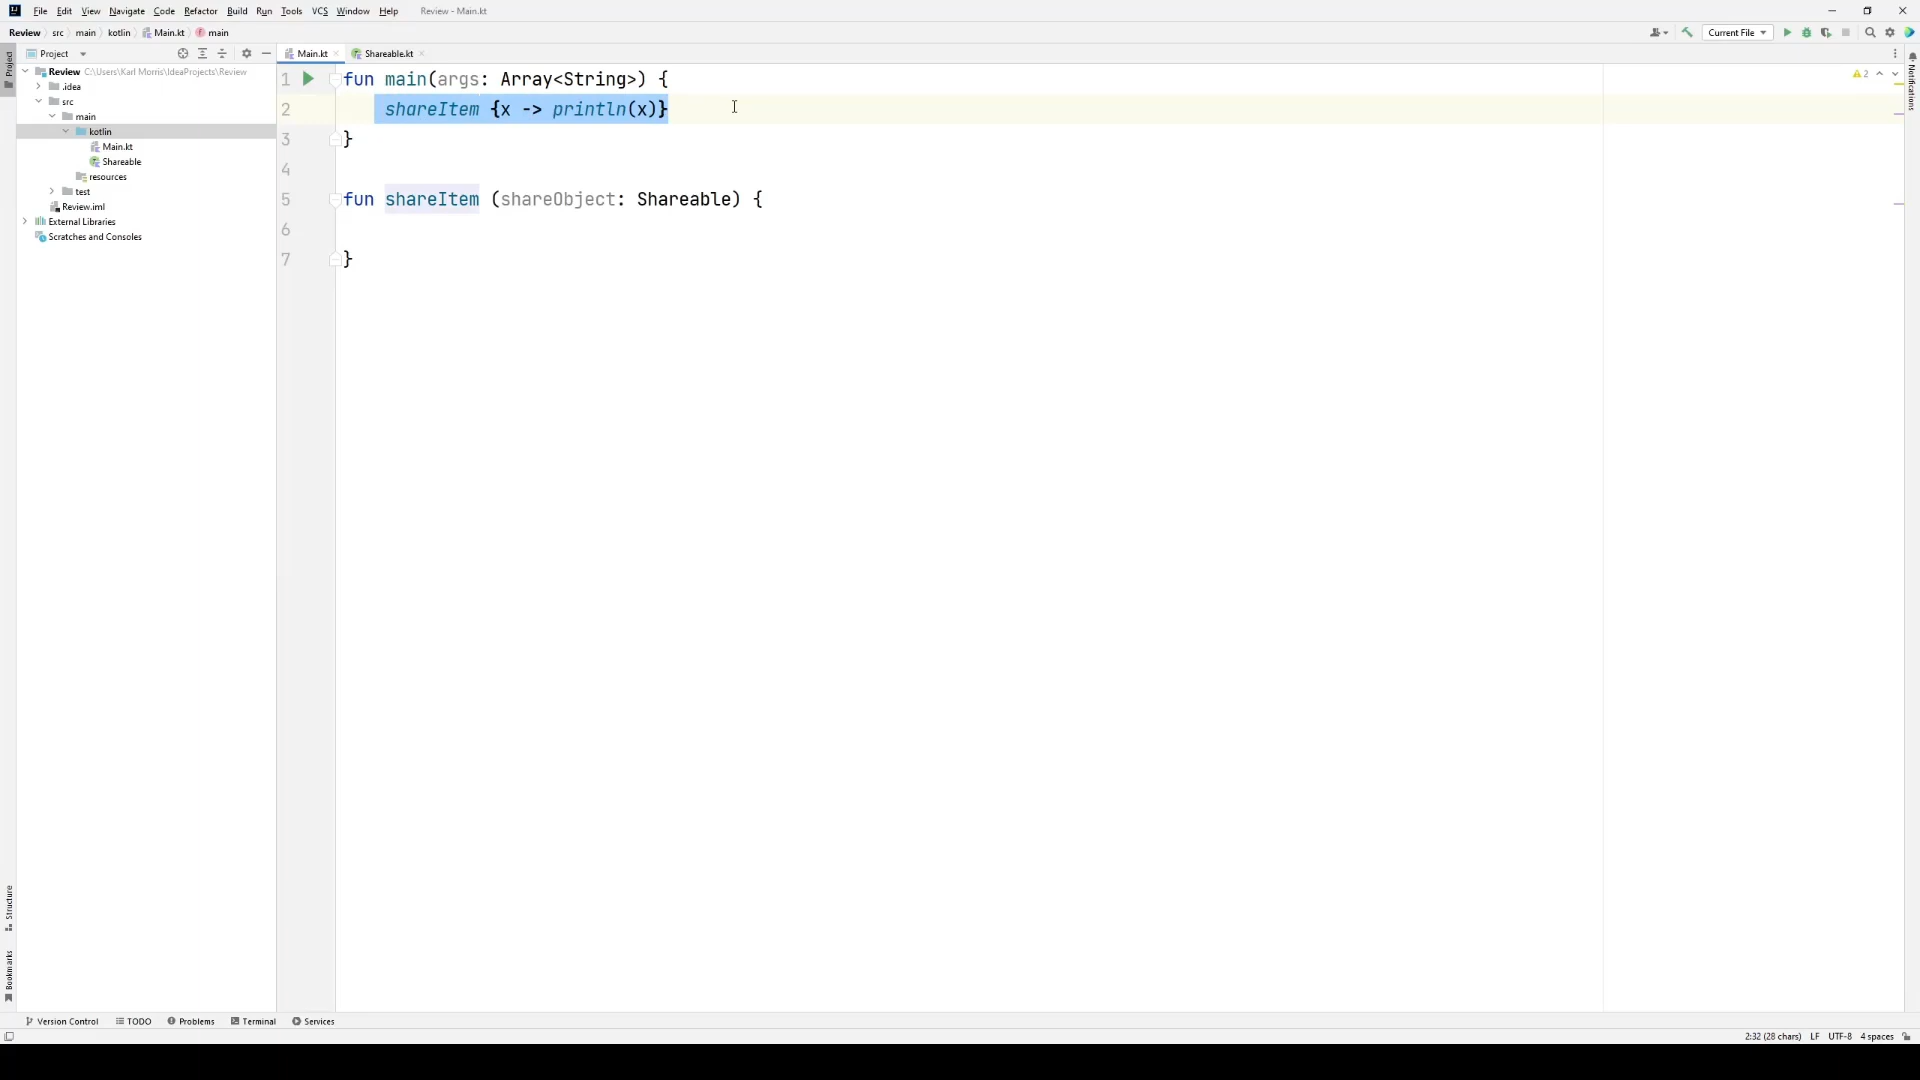 File Edit View Navigate Code Refactor Build Run Tools VCS Window Help Review - Main.kt
Review src main kotlin Main.kt main
Current File
Project
Main.kt
Shareable.kt
Project
Review C:\Users\Karl Morris\IdeaProjects\Review
.idea
src
main
kotlin
Main.kt
Shareable
resources
test
Review.iml
External Libraries
Scratches and Consoles
1 fun main(args: Array<String>) {
2 shareItem {x -> println(x)}
3 }
4
5 fun shareItem (shareObject: Shareable) {
6
7 }
2
Notifications
Structure
Bookmarks
Version Control TODO Problems Terminal Services
2:32 (28 chars) LF UTF-8 4 spaces